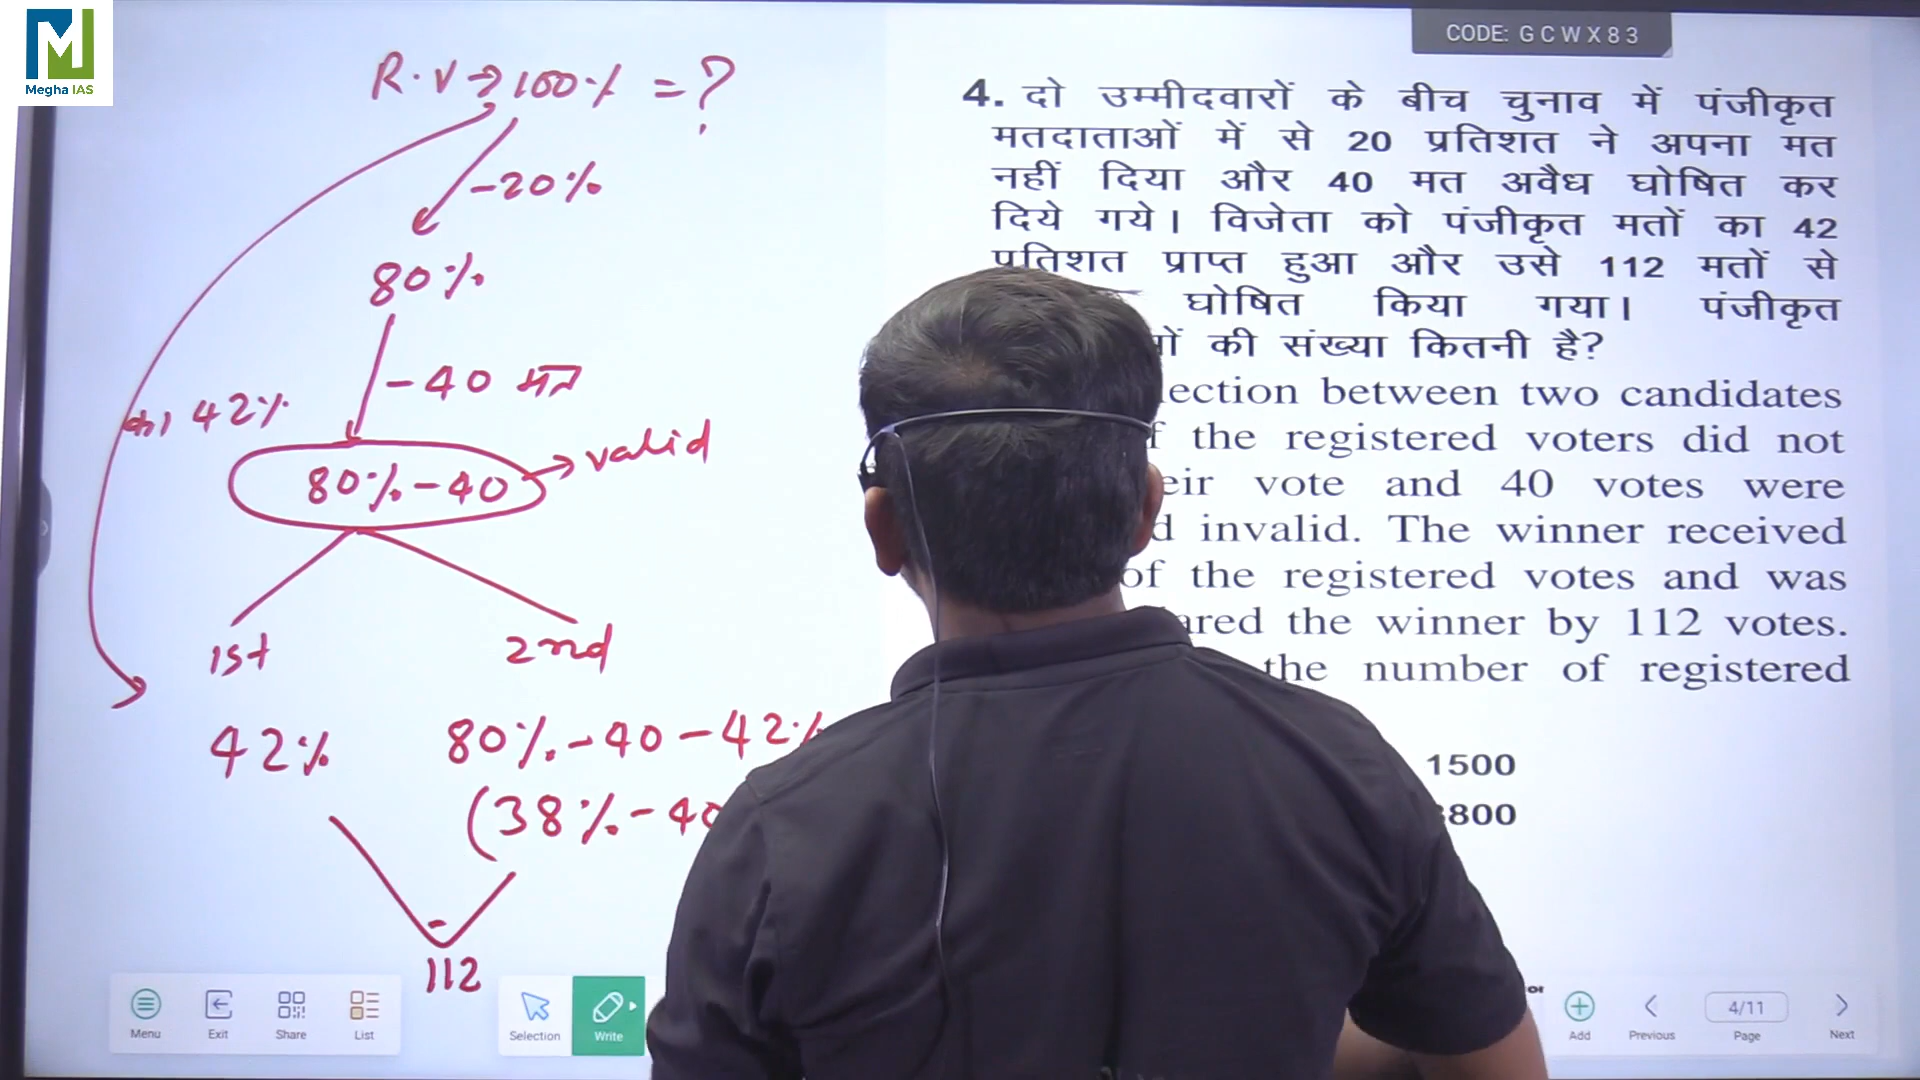 Megha IAS
CODE: GCWX83
R.V → 100% = ?
-20%
80%
-40 मत
का 42%
80% - 40 → valid
1st
2nd
42%
80% - 40 - 42%
(38% - 40
-
112
4. दो उम्मीदवारों के बीच चुनाव में पंजीकृत
मतदाताओं में से 20 प्रतिशत ने अपना मत
नहीं दिया और 40 मत अवैध घोषित कर
दिये गये। विजेता को पंजीकृत मतों का 42
प्रतिशत प्राप्त हुआ और उसे 112 मतों से
घोषित किया गया। पंजीकृत
की संख्या कितनी है?
between two candidates
the registered voters did not
vote and 40 votes were
invalid. The winner received
of the registered votes and was
the winner by 112 votes.
the number of registered
1500
800
Menu
Exit
Share
List
Selection
Write
Add
Previous
4/11
Page
Next